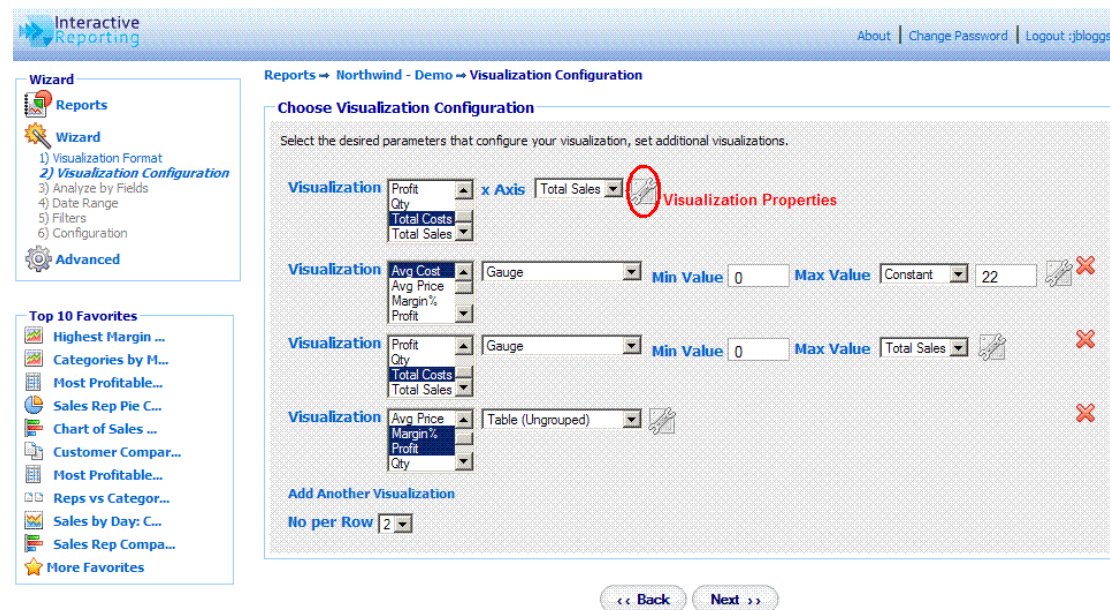 Interactive
Reporting
About | Change Password | Logout :jbloggs
Wizard
Reports
Wizard
1) Visualization Format
2) Visualization Configuration
3) Analyze by Fields
4) Date Range
5) Filters
6) Configuration
Advanced
Top 10 Favorites
Highest Margin ...
Categories by M...
Most Profitable...
Sales Rep Pie C...
Chart of Sales ...
Customer Compar...
Most Profitable...
Reps vs Categor...
Sales by Day: C...
Sales Rep Compa...
More Favorites
Reports → Northwind - Demo → Visualization Configuration
Choose Visualization Configuration
Select the desired parameters that configure your visualization, set additional visualizations.
Visualization
Profit
Qty
Total Costs
Total Sales
x Axis Total Sales
Visualization Properties
Visualization
Avg Cost
Avg Price
Margin%
Profit
Gauge Min Value 0 Max Value Constant 22
Visualization
Profit
Qty
Total Costs
Total Sales
Gauge Min Value 0 Max Value Total Sales
Visualization
Avg Price
Margin%
Profit
Qty
Table (Ungrouped)
Add Another Visualization
No per Row 2
‹‹ Back Next ››